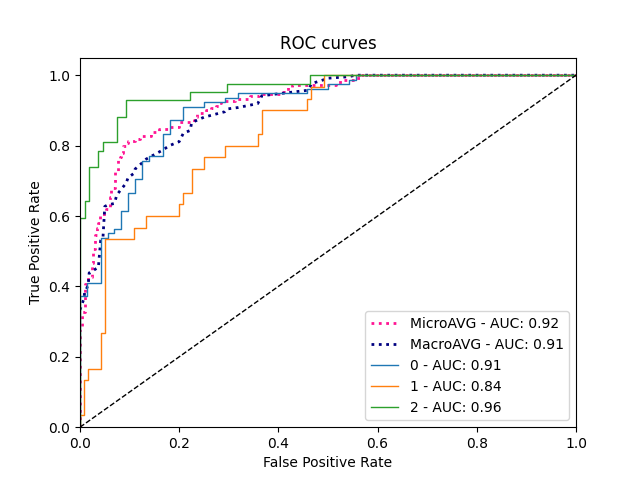 ROC curves
True Positive Rate
1.0
0.8
0.6
0.4
0.2
0.0
MicroAVG - AUC: 0.92
MacroAVG - AUC: 0.91
0 - AUC: 0.91
1 - AUC: 0.84
2 - AUC: 0.96
0.0 0.2 0.4 0.6 0.8 1.0
False Positive Rate